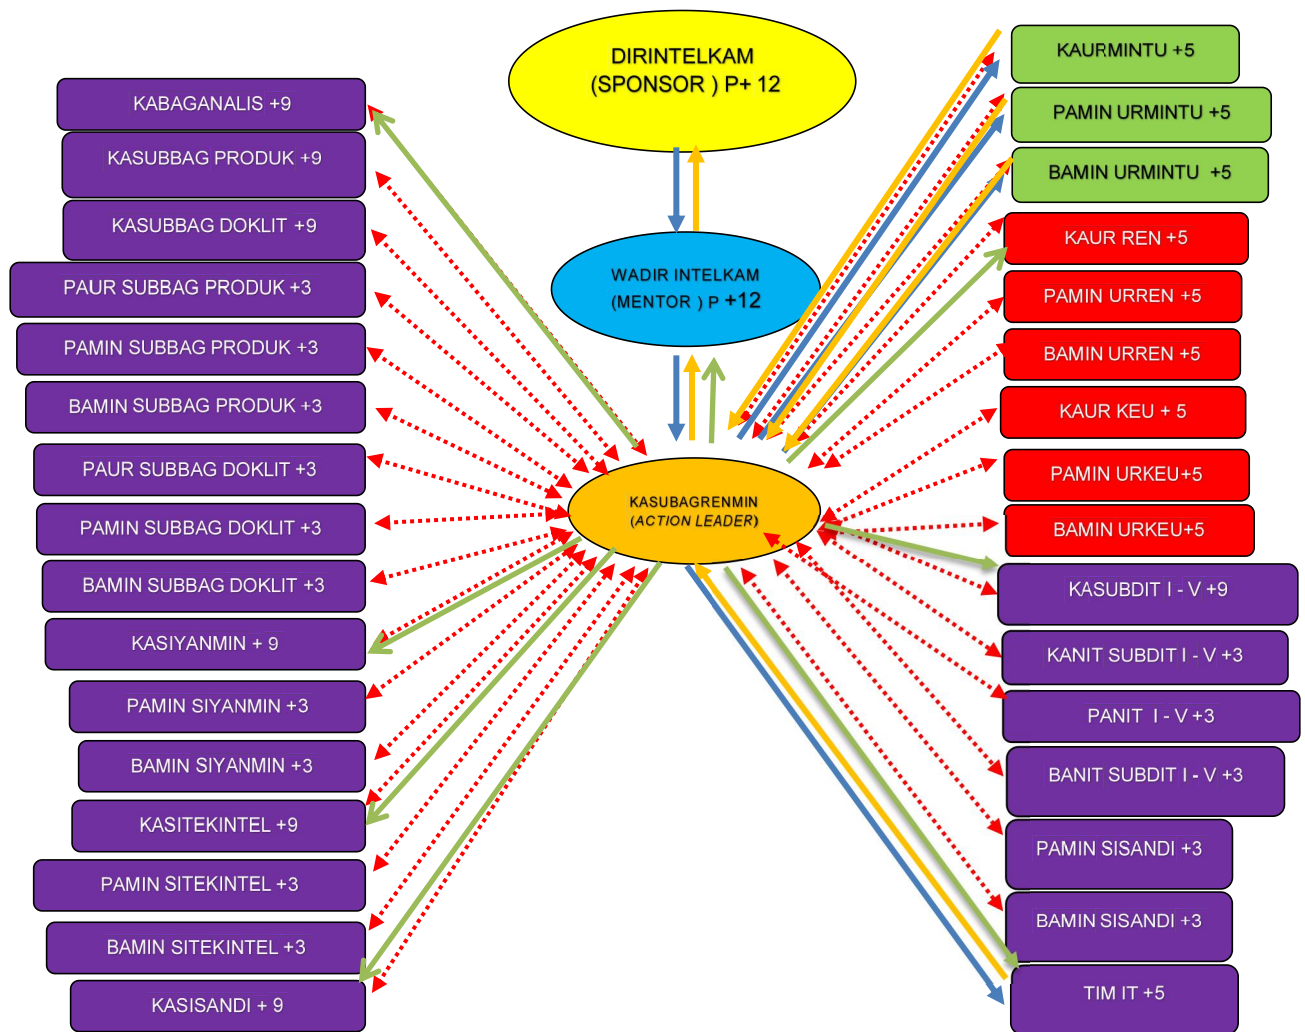 DIRINTELKAM
(SPONSOR ) P+ 12
WADIR INTELKAM
(MENTOR ) P +12
KASUBAGRENMIN
(ACTION LEADER)
KABAGANALIS +9
KASUBBAG PRODUK +9
KASUBBAG DOKLIT +9
PAUR SUBBAG PRODUK +3
PAMIN SUBBAG PRODUK +3
BAMIN SUBBAG PRODUK +3
PAUR SUBBAG DOKLIT +3
PAMIN SUBBAG DOKLIT +3
BAMIN SUBBAG DOKLIT +3
KASIYANMIN + 9
PAMIN SIYANMIN +3
BAMIN SIYANMIN +3
KASITEKINTEL +9
PAMIN SITEKINTEL +3
BAMIN SITEKINTEL +3
KASISANDI + 9
KAURMINTU +5
PAMIN URMINTU +5
BAMIN URMINTU +5
KAUR REN +5
PAMIN URREN +5
BAMIN URREN +5
KAUR KEU + 5
PAMIN URKEU+5
BAMIN URKEU+5
KASUBDIT I - V +9
KANIT SUBDIT I - V +3
PANIT I - V +3
BANIT SUBDIT I - V +3
PAMIN SISANDI +3
BAMIN SISANDI +3
TIM IT +5